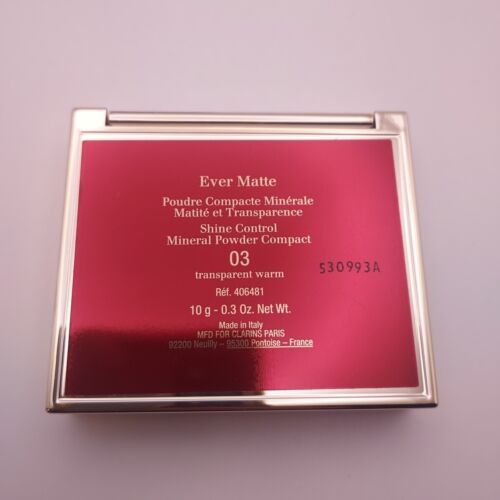 Ever Matte
Poudre Compacte Minérale
Matité et Transparence
Shine Control
Mineral Powder Compact
03
transparent warm
S30993A
Réf. 406481
10 g - 0.3 Oz. Net Wt.
Made in Italy
MFD FOR CLARINS PARIS
92200 Neuilly – 95300 Pontoise – France